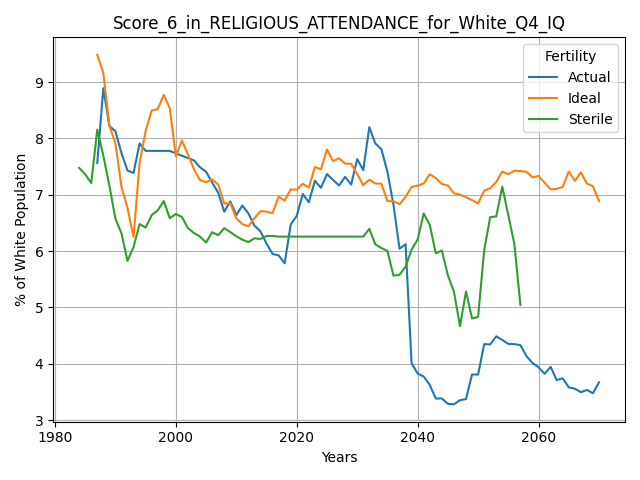 Score_6_in_RELIGIOUS_ATTENDANCE_for_White_Q4_IQ
Fertility
Actual
Ideal
Sterile
% of White Population
9
8
7
6
5
4
3
1980 2000 2020 2040 2060
Years